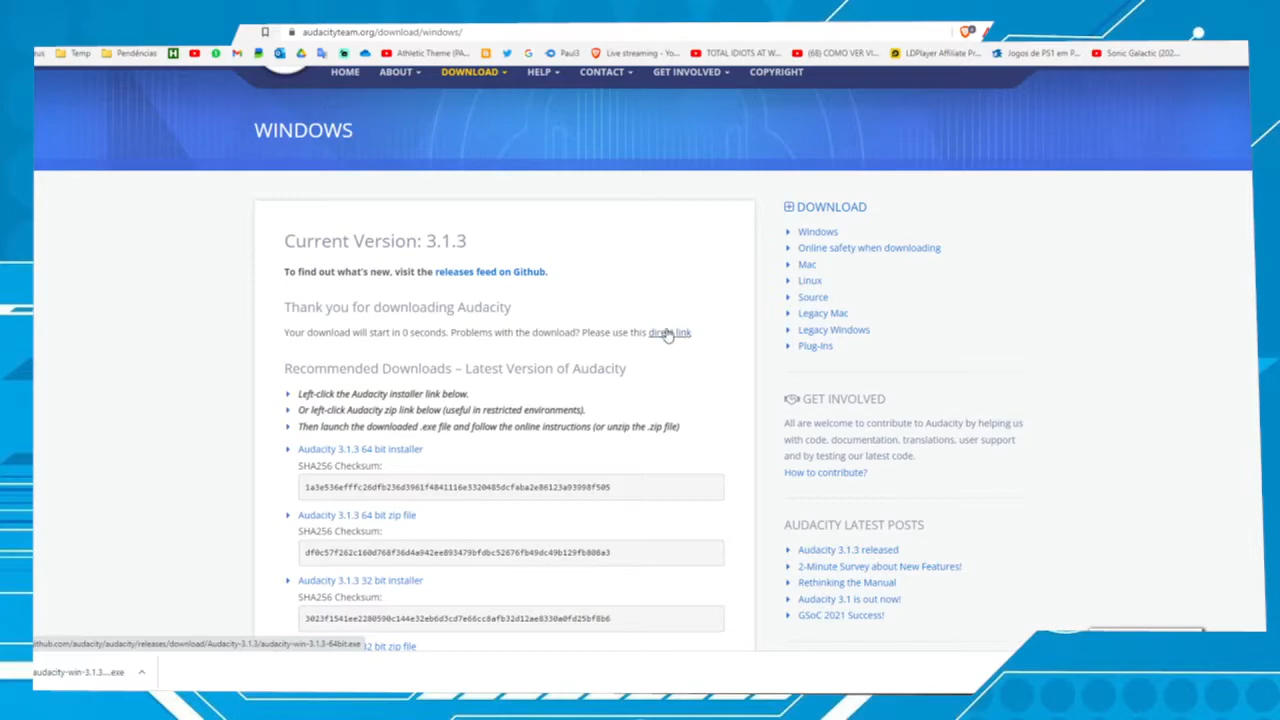 audacityteam.org/download/windows/
Temp
Pendências
Athletic Theme (PA...
Paul3
Live streaming - Yo...
TOTAL IDIOTS AT W...
(68) COMO VER VI...
LDPlayer Affiliate Pr...
Jogos de PS1 em P...
Sonic Galactic (202...
HOME
ABOUT
DOWNLOAD
HELP
CONTACT
GET INVOLVED
COPYRIGHT
WINDOWS
Current Version: 3.1.3
To find out what's new, visit the releases feed on Github.
Thank you for downloading Audacity
Your download will start in 0 seconds. Problems with the download? Please use this direct link
Recommended Downloads – Latest Version of Audacity
Left-click the Audacity installer link below.
Or left-click Audacity zip link below (useful in restricted environments).
Then launch the downloaded .exe file and follow the online instructions (or unzip the .zip file)
Audacity 3.1.3 64 bit installer
SHA256 Checksum:
1a3e536efffc26dfb236d3961f4841116e3320485dcfaba2e86123a93998f505
Audacity 3.1.3 64 bit zip file
SHA256 Checksum:
df0c57f262c160d768f36d4a942ee893479bfdbc52676fb49dc49b129fb808a3
Audacity 3.1.3 32 bit installer
SHA256 Checksum:
3023f1541ee2280590c144e32eb6d3cd7e66cc8afb32d12ae8330a0fd25bf8b6
32 bit zip file
DOWNLOAD
Windows
Online safety when downloading
Mac
Linux
Source
Legacy Mac
Legacy Windows
Plug-Ins
GET INVOLVED
All are welcome to contribute to Audacity by helping us
with code, documentation, translations, user support
and by testing our latest code.
How to contribute?
AUDACITY LATEST POSTS
Audacity 3.1.3 released
2-Minute Survey about New Features!
Rethinking the Manual
Audacity 3.1 is out now!
GSoC 2021 Success!
github.com/audacity/audacity/releases/download/Audacity-3.1.3/audacity-win-3.1.3-64bit.exe
audacity-win-3.1.3....exe